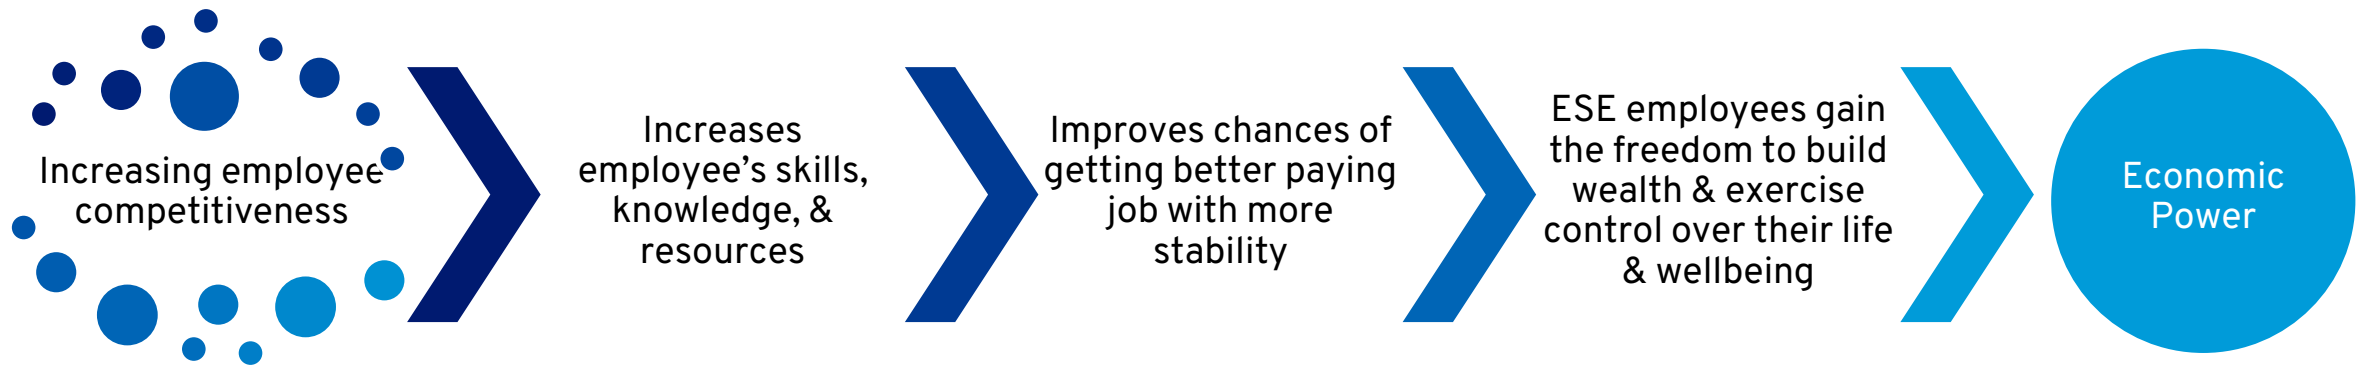 Increasing employee
competitiveness
Increases
employee’s skills,
knowledge, &
resources
Improves chances of
getting better paying
job with more
stability
ESE employees gain
the freedom to build
wealth & exercise
control over their life
& wellbeing
Economic
Power